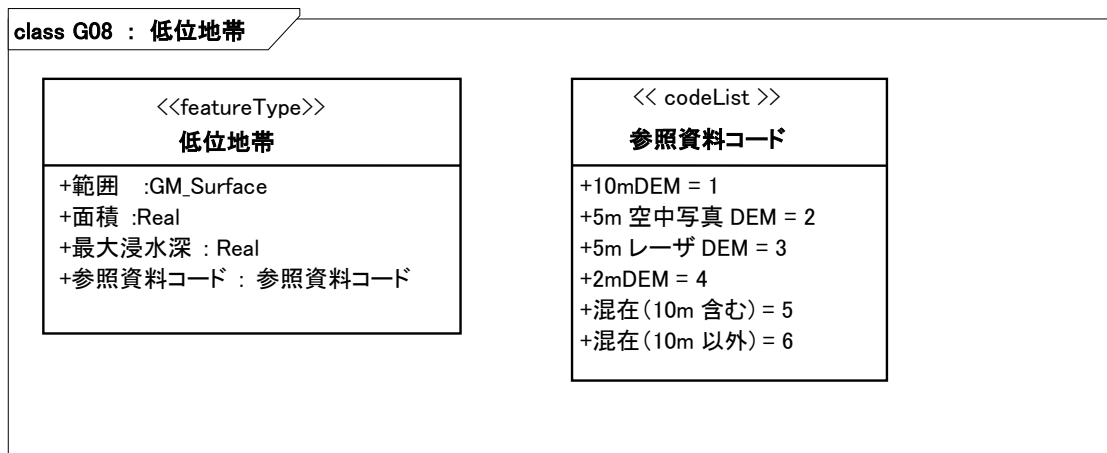 class G08 : 低位地帯
<<featureType>>
低位地帯
+範囲 :GM_Surface
+面積 :Real
+最大浸水深 : Real
+参照資料コード : 参照資料コード
<< codeList >>
参照資料コード
+10mDEM = 1
+5m 空中写真 DEM = 2
+5m レーザ DEM = 3
+2mDEM = 4
+混在（10m 含む） = 5
+混在（10m 以外） = 6